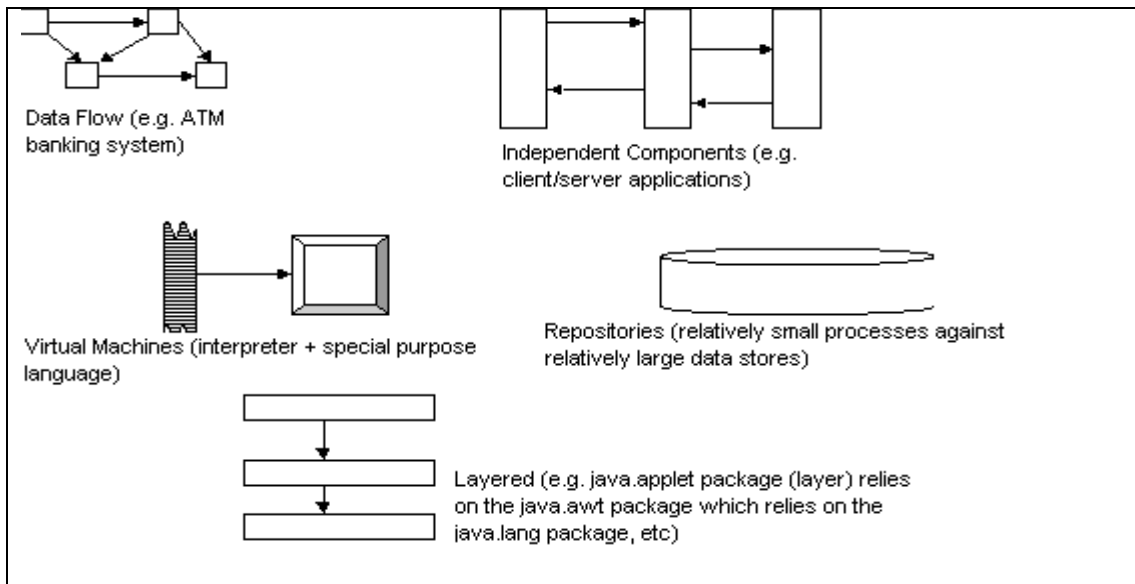 Data Flow (e.g. ATM
banking system)
Independent Components (e.g.
client/server applications)
Virtual Machines (interpreter + special purpose
language)
Repositories (relatively small processes against
relatively large data stores)
Layered (e.g. java.applet package (layer) relies
on the java.awt package which relies on the
java.lang package, etc)